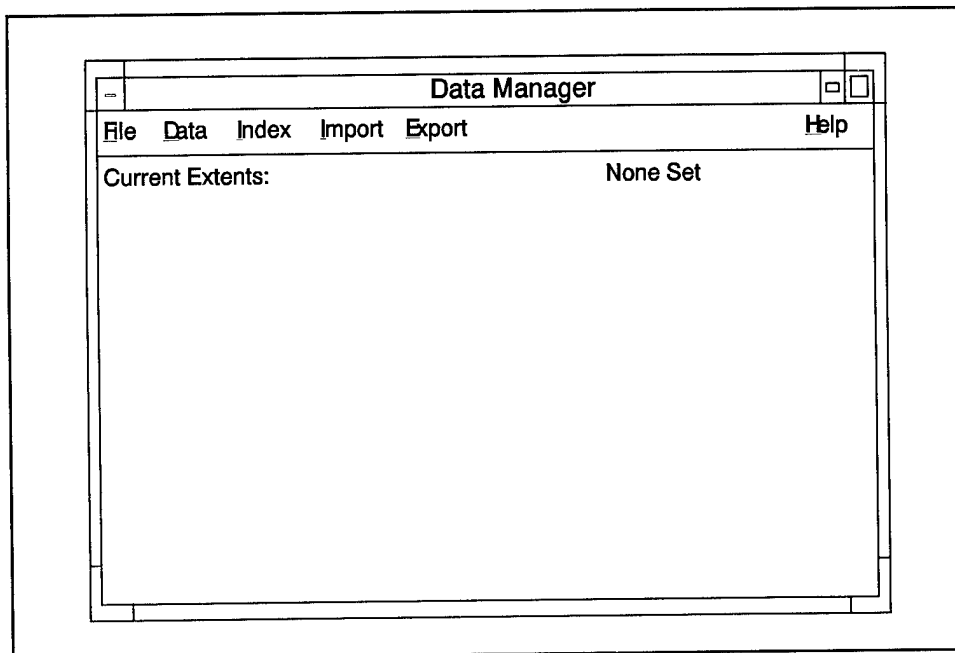 Data Manager
File Data Index Import Export Help
Current Extents: None Set